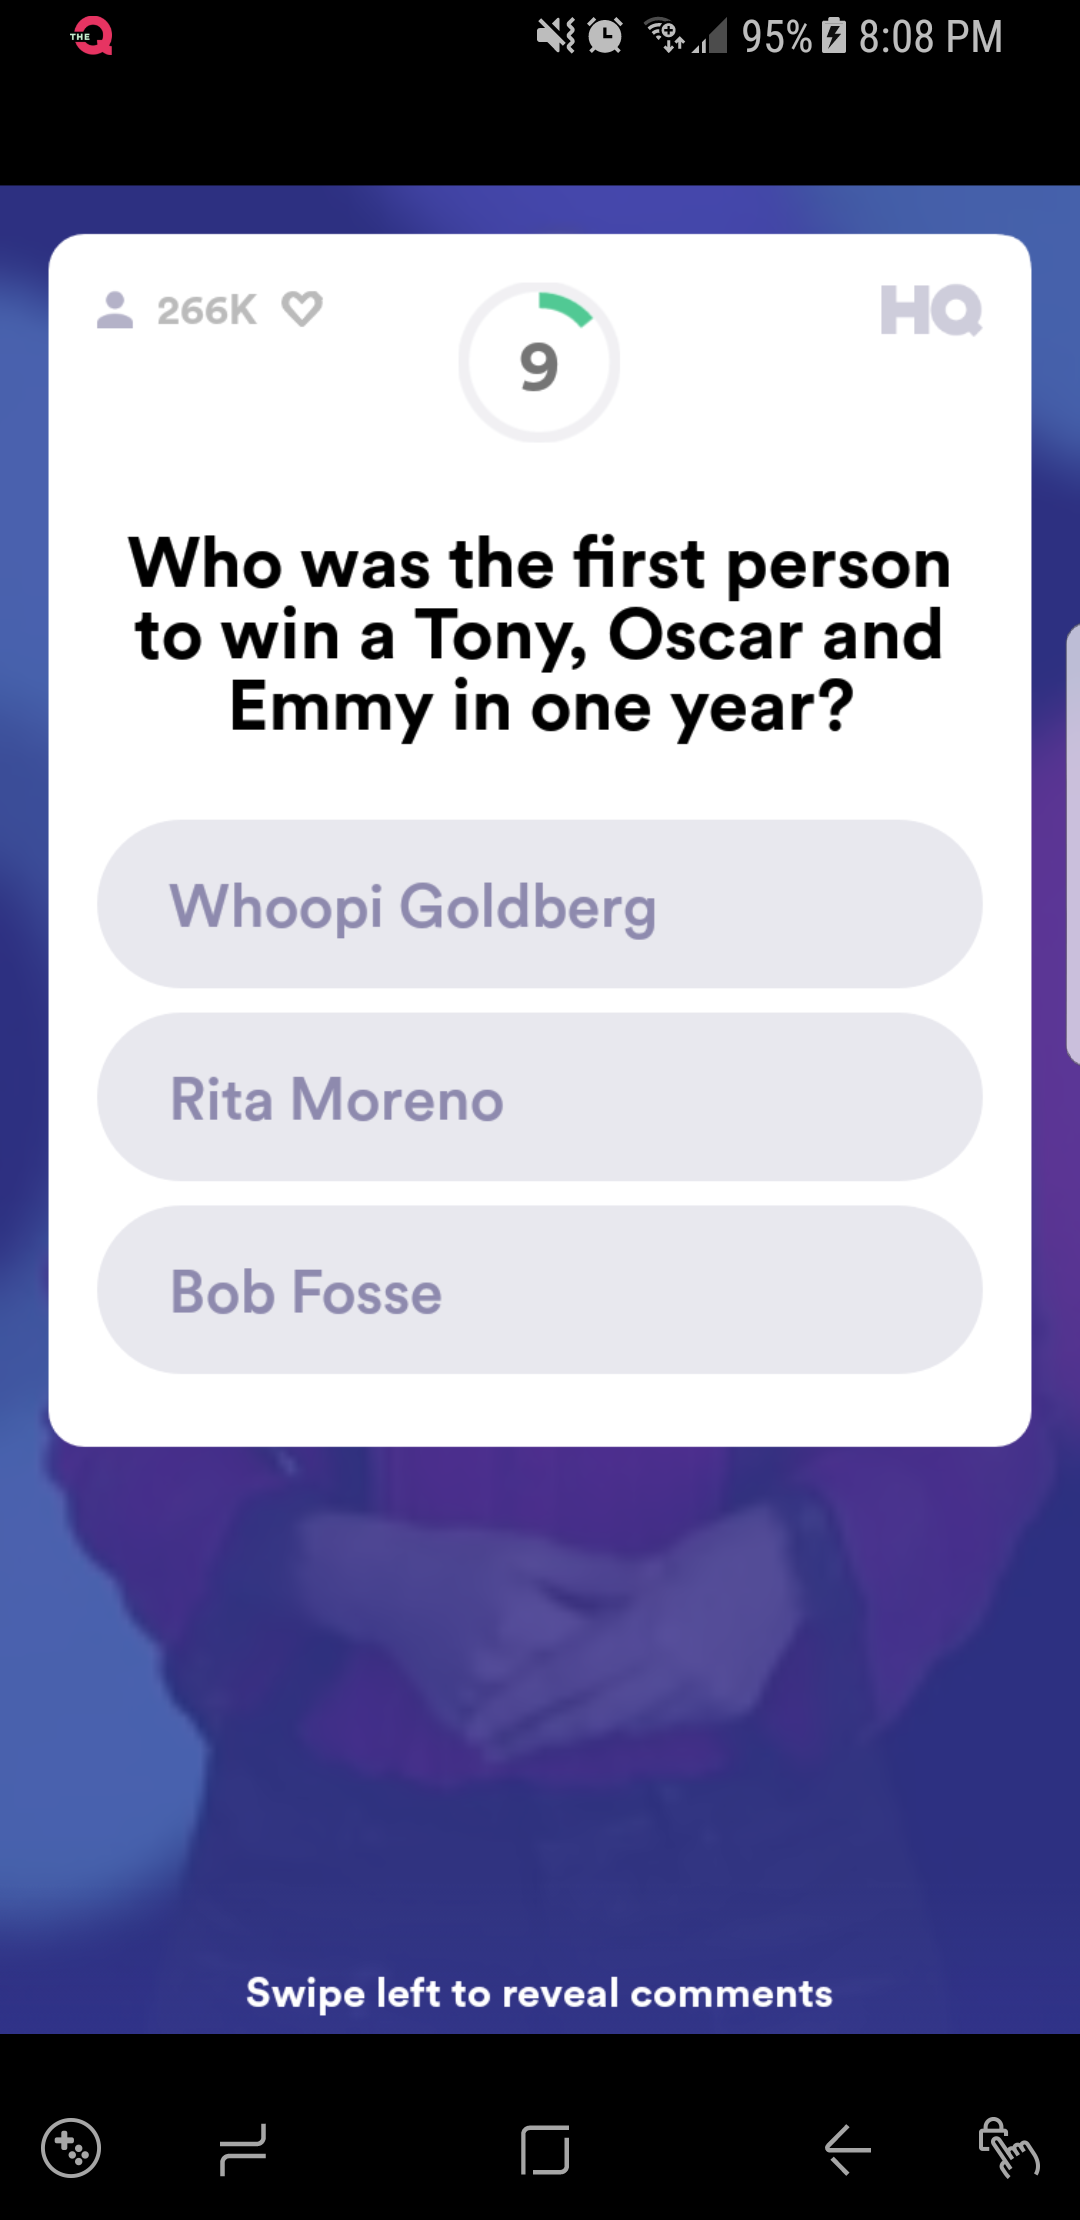 THE Q 95% 8:08 PM
266K 9 HQ
Who was the first person
to win a Tony, Oscar and
Emmy in one year?
Whoopi Goldberg
Rita Moreno
Bob Fosse
Swipe left to reveal comments